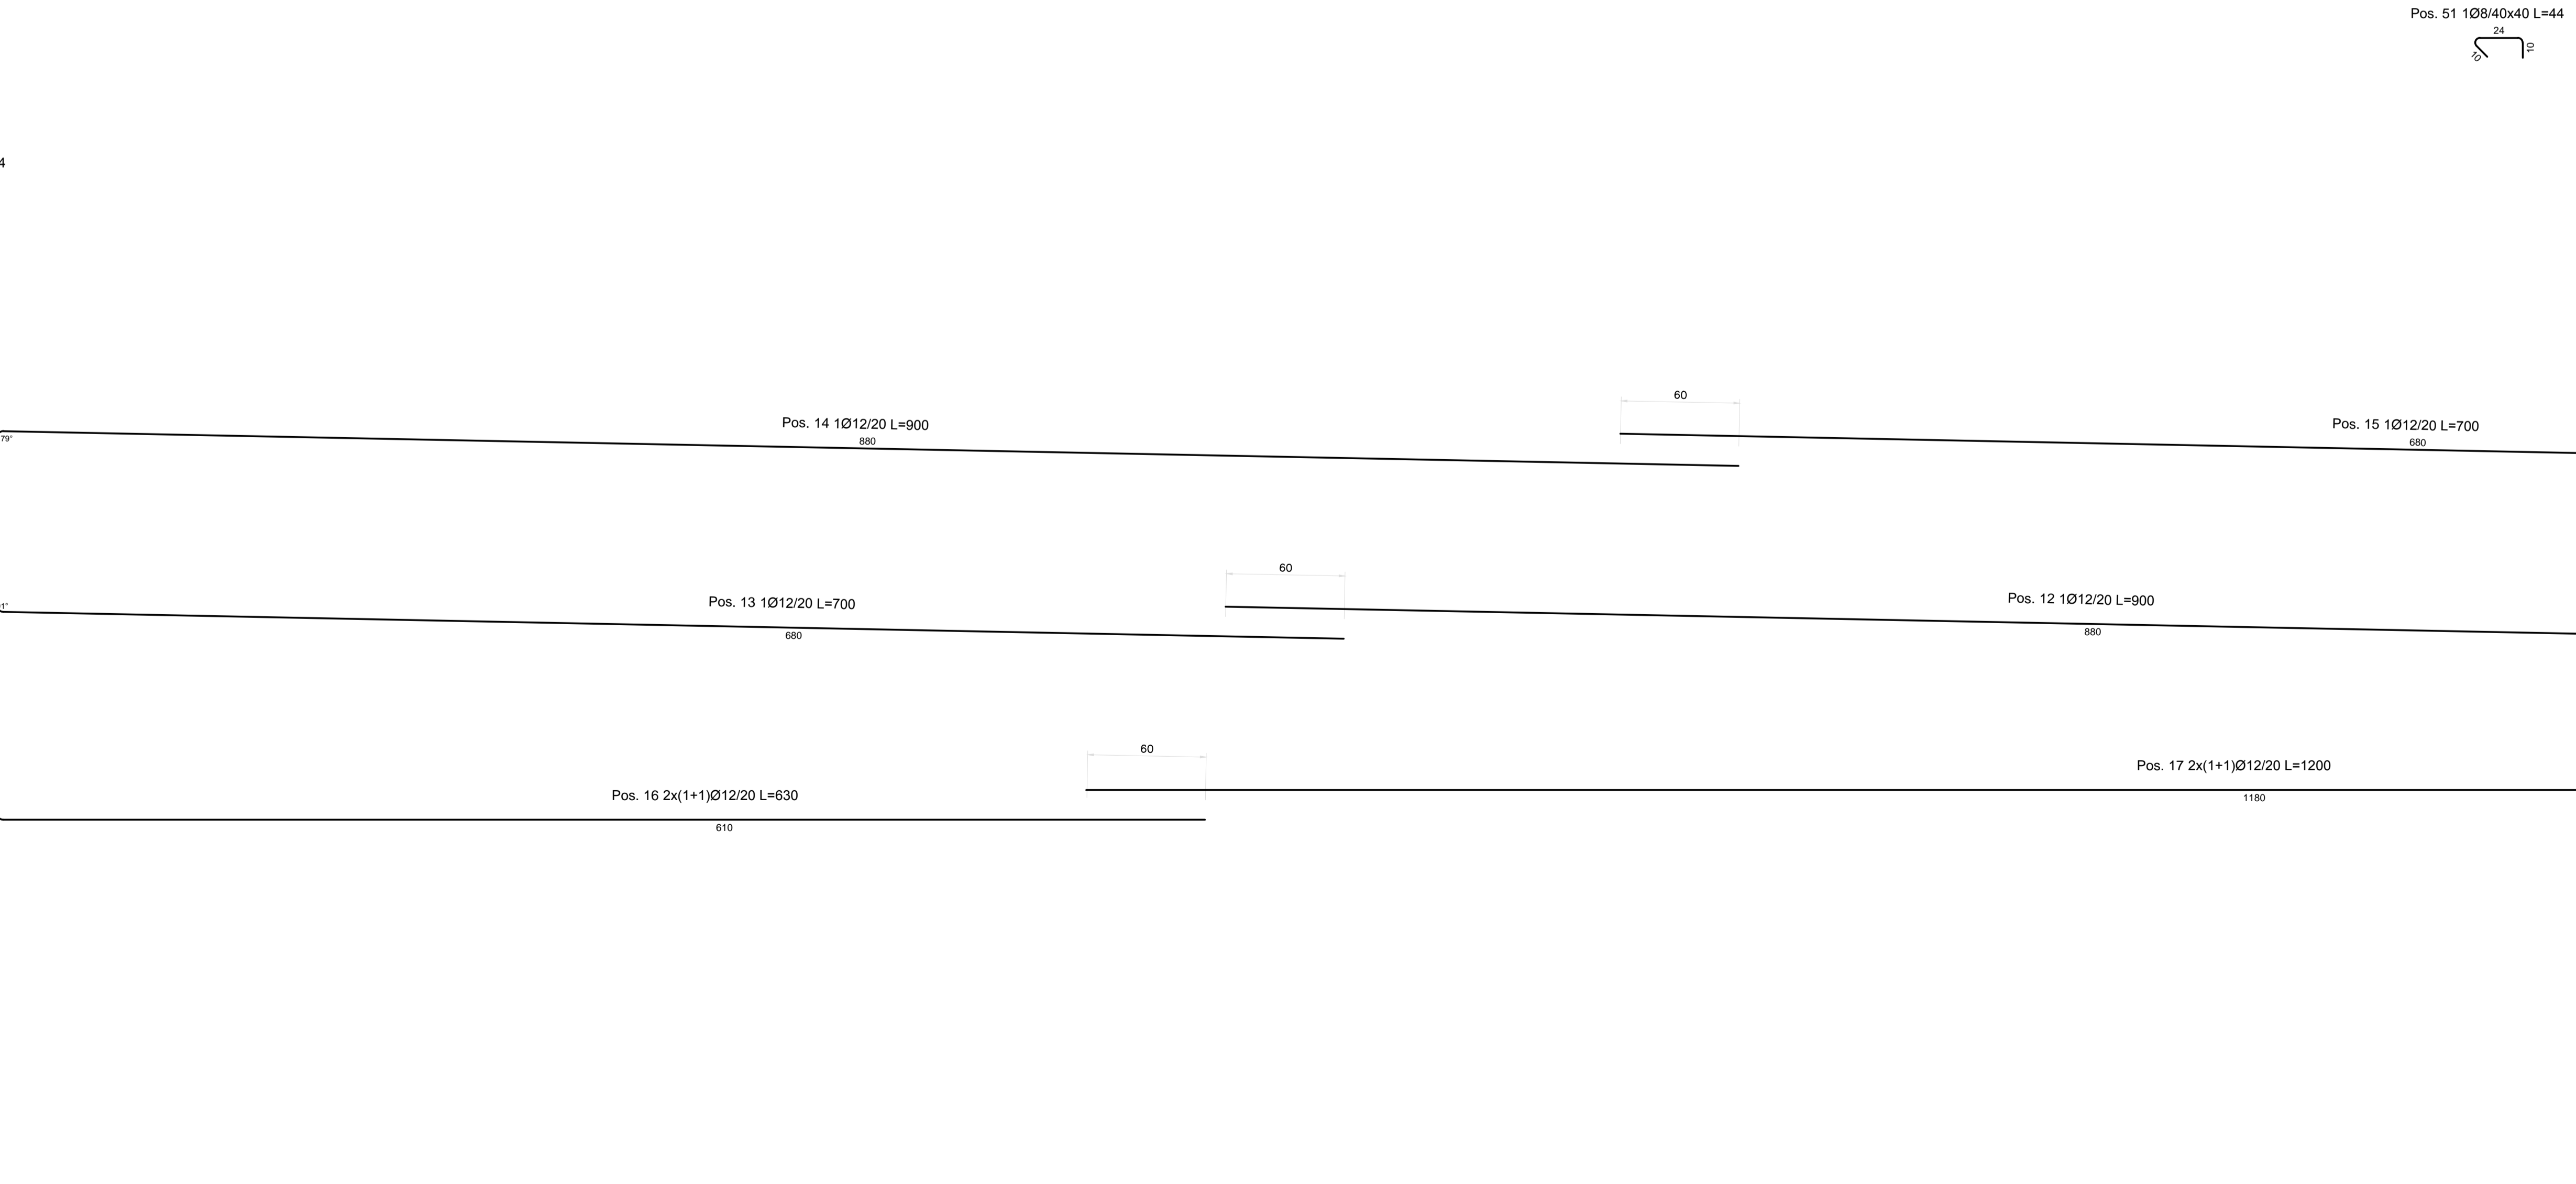 Pos. 51 1Ø8/40x40 L=44
24
10
10
4
60
Pos. 14 1Ø12/20 L=900
880
79°
Pos. 15 1Ø12/20 L=700
680
60
Pos. 13 1Ø12/20 L=700
680
1°
Pos. 12 1Ø12/20 L=900
880
60
Pos. 16 2x(1+1)Ø12/20 L=630
610
Pos. 17 2x(1+1)Ø12/20 L=1200
1180